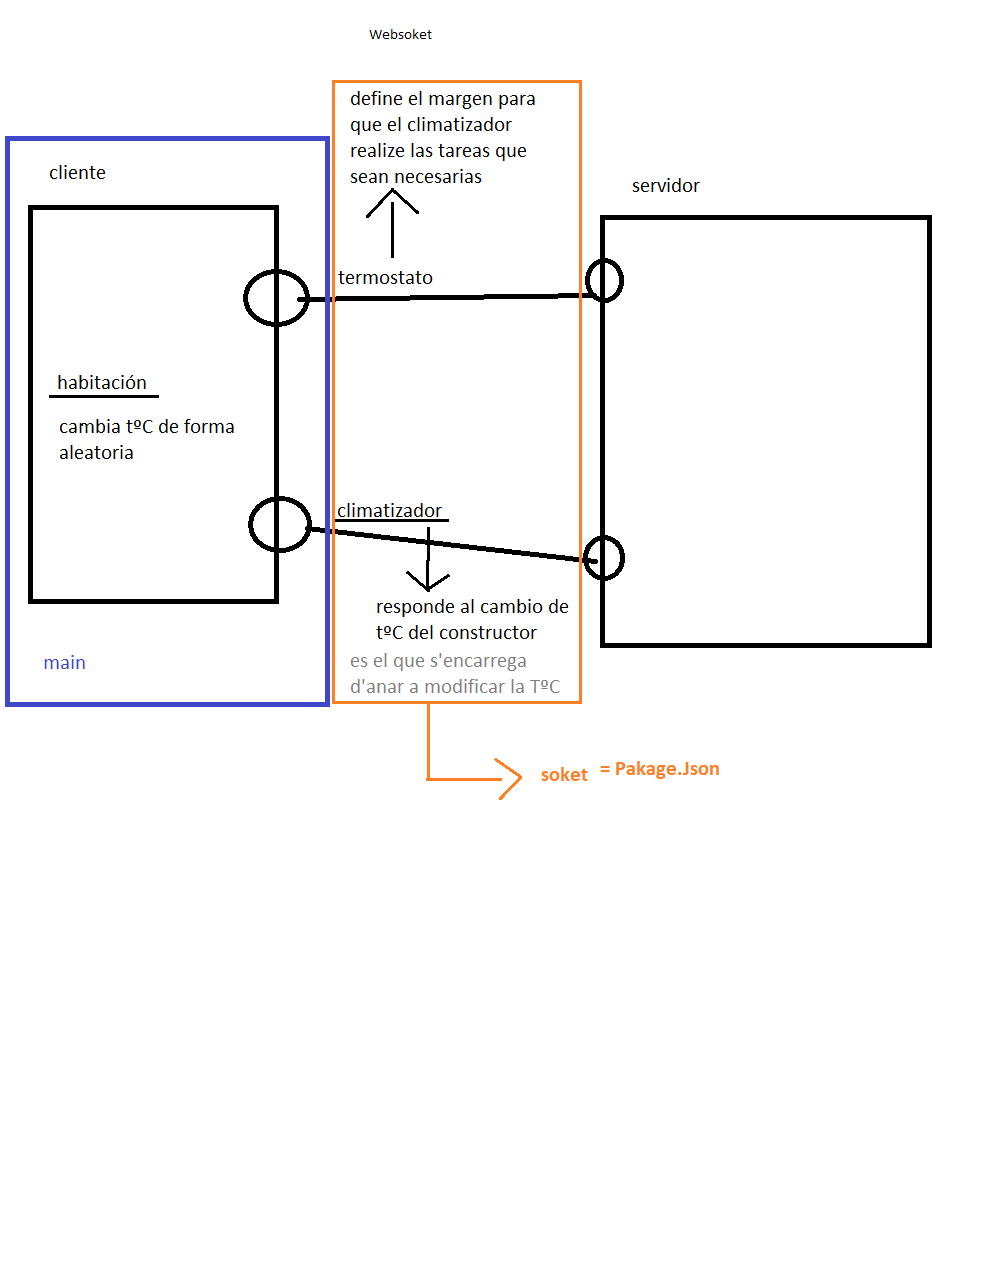 Websoket
define el margen para
que el climatizador
realize las tareas que
sean necesarias
cliente
servidor
termostato
habitación
cambia tºC de forma
aleatoria
climatizador
responde al cambio de
tºC del constructor
es el que s'encarrega
d'anar a modificar la TºC
main
soket = Pakage.Json